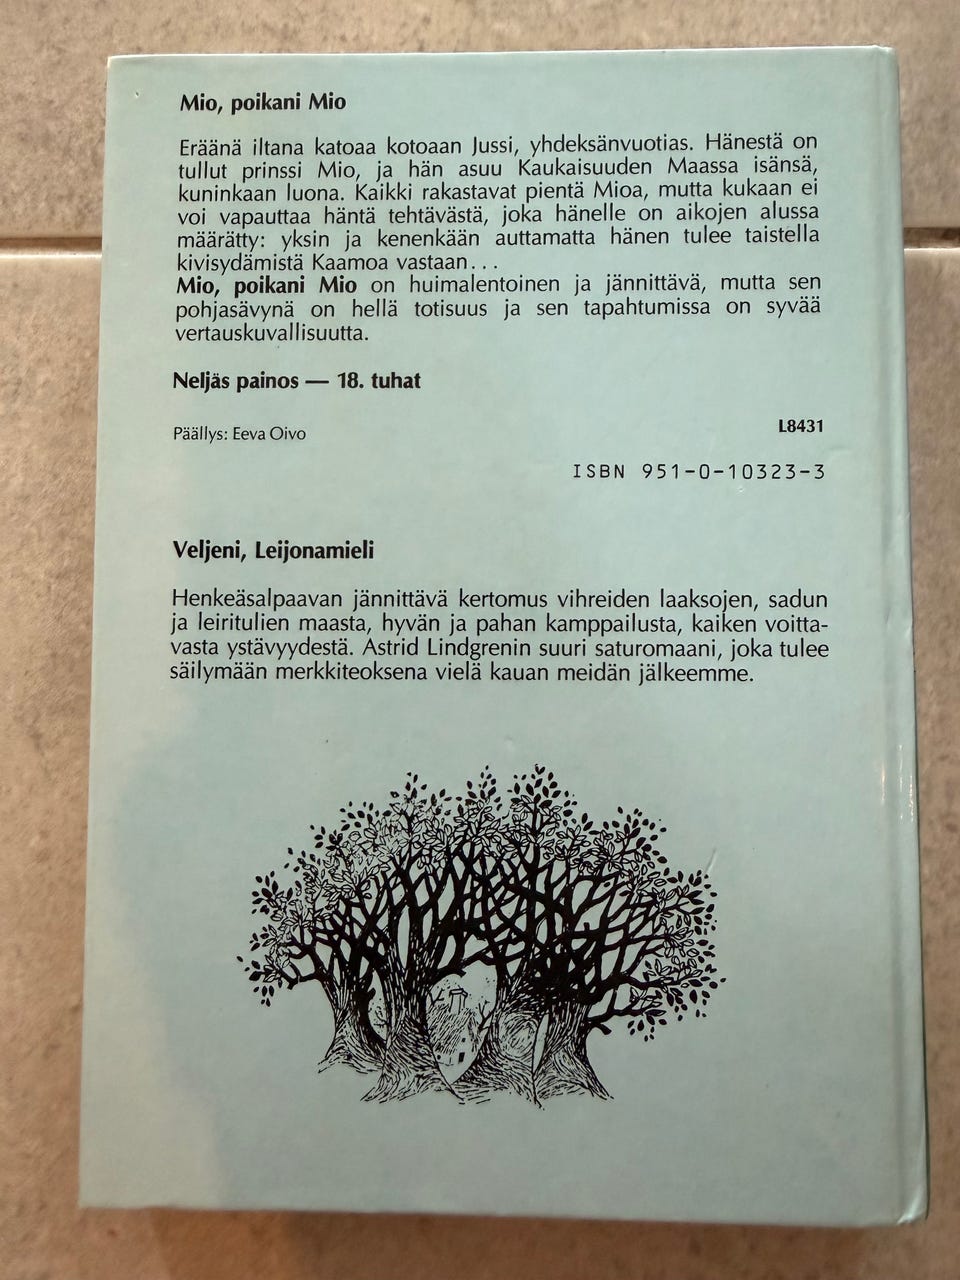 Mio, poikani Mio
Eräänä iltana katoaa kotoaan Jussi, yhdeksänvuotias. Hänestä on
tullut prinssi Mio, ja hän asuu Kaukaisuuden Maassa isänsä,
kuninkaan luona. Kaikki rakastavat pientä Mioa, mutta kukaan ei
voi vapauttaa häntä tehtävästä, joka hänelle on aikojen alussa
määrätty: yksin ja kenenkään auttamatta hänen tulee taistella
kivisydämistä Kaamoa vastaan...
Mio, poikani Mio on huimalentoinen ja jännittävä, mutta sen
pohjasävynä on hellä totisuus ja sen tapahtumissa on syvää
vertauskuvallisuutta.
Neljäs painos — 18. tuhat
Päällys: Eeva Oivo
L8431
ISBN 951-0-10323-3
Veljeni, Leijonamieli
Henkeäsalpaavan jännittävä kertomus vihreiden laaksojen, sadun
ja leiritulien maasta, hyvän ja pahan kamppailusta, kaiken voitta-
vasta ystävyydestä. Astrid Lindgrenin suuri saturomaani, joka tulee
säilymään merkkiteoksena vielä kauan meidän jälkeemme.